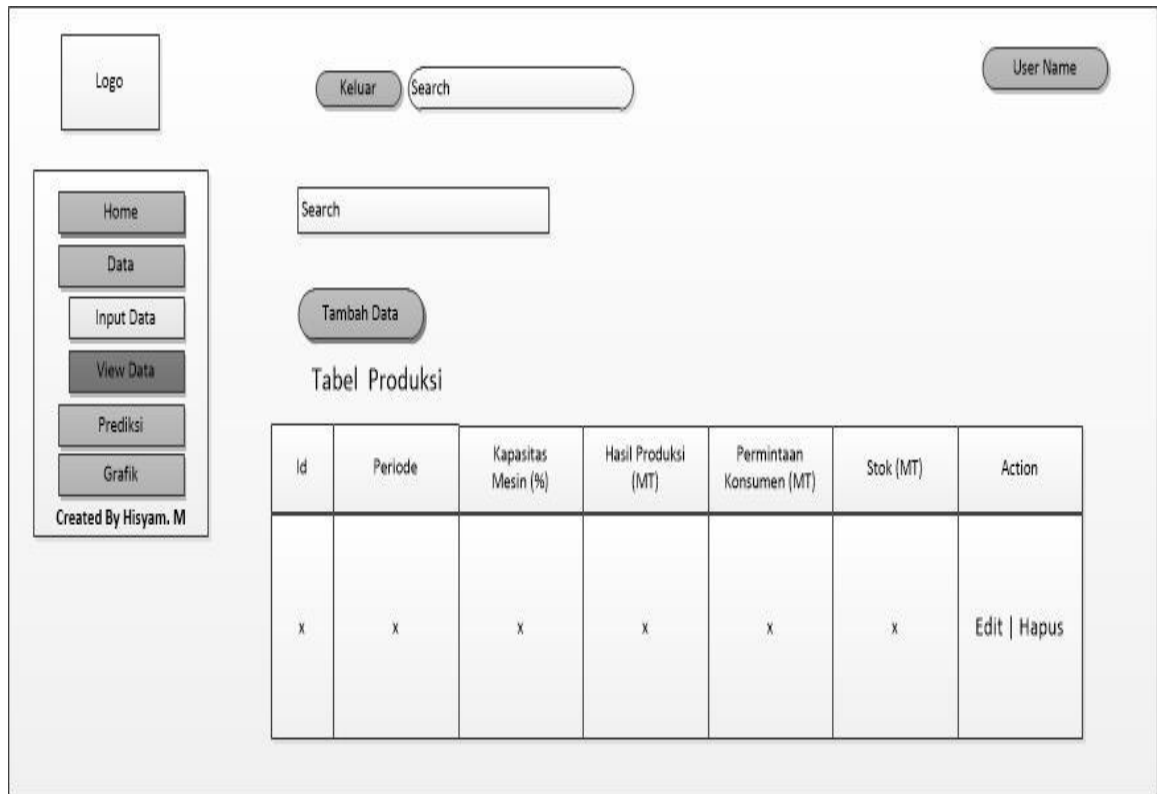 Logo
Keluar
Search
User Name
Home
Data
Input Data
View Data
Prediksi
Grafik
Created By Hisyam. M
Search
Tambah Data
Tabel Produksi
Id
Periode
Kapasitas
Mesin (%)
Hasil Produksi
(MT)
Permintaan
Konsumen (MT)
Stok (MT)
Action
x
x
x
x
x
x
Edit | Hapus